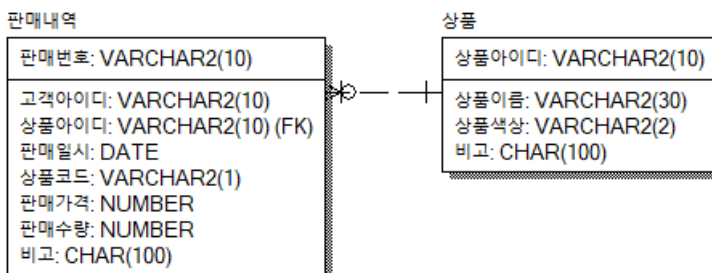 판매내역
판매번호: VARCHAR2(10)
고객아이디: VARCHAR2(10)
상품아이디: VARCHAR2(10) (FK)
판매일시: DATE
상품코드: VARCHAR2(1)
판매가격: NUMBER
판매수량: NUMBER
비고: CHAR(100)
상품
상품아이디: VARCHAR2(10)
상품이름: VARCHAR2(30)
상품색상: VARCHAR2(2)
비고: CHAR(100)